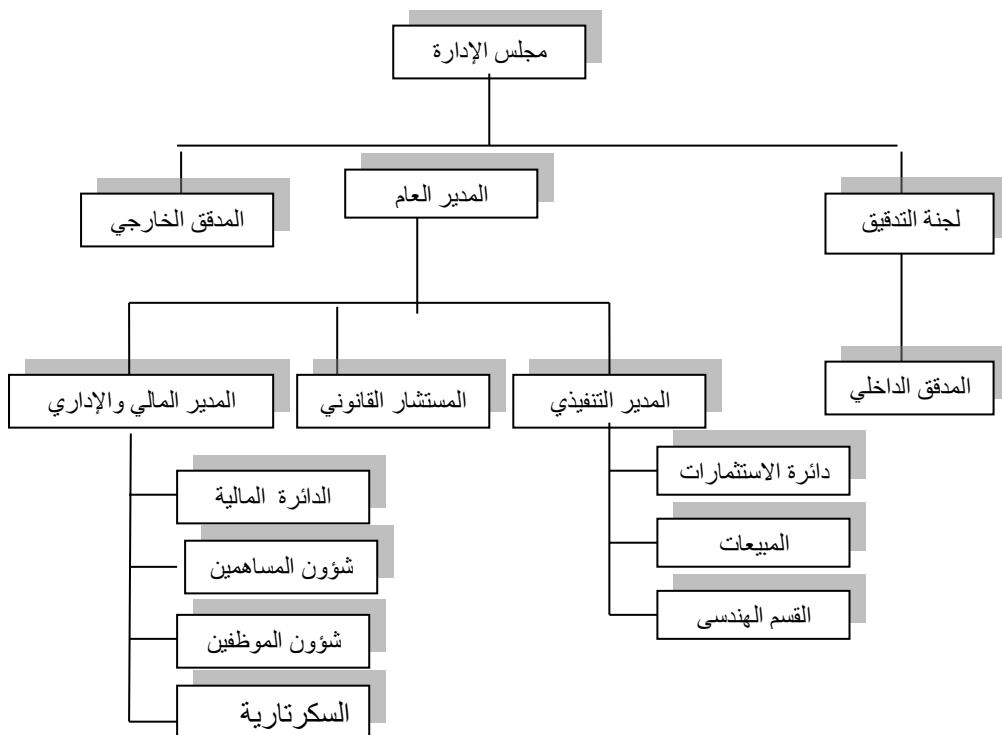 مجلس الإدارة
المدير العام
لجنة التدقيق
المدقق الخارجي
المدقق الداخلي
المدير التنفيذي
المستشار القانوني
المدير المالي والإداري
دائرة الاستثمارات
المبيعات
القسم الهندسى
الدائرة المالية
شؤون المساهمين
شؤون الموظفين
السكرتارية